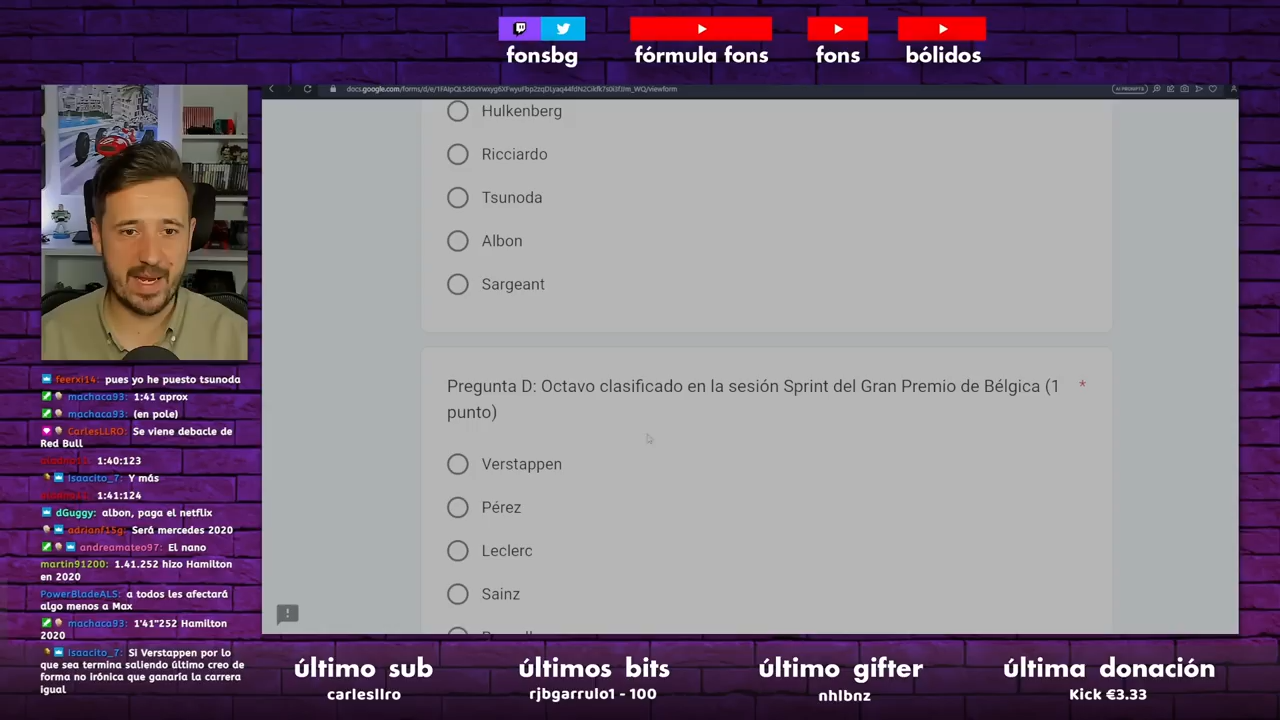 fonsbg
fórmula fons
fons
bólidos
Hulkenberg
Ricciardo
Tsunoda
Albon
Sargeant
Pregunta D: Octavo clasificado en la sesión Sprint del Gran Premio de Bélgica (1 *
punto)
Verstappen
Pérez
Leclerc
Sainz
feerxi14: pues yo he puesto tsunoda
machaca93: 1:41 aprox
machaca93: (en pole)
CarlesLLRO: Se viene debacle de
Red Bull
1:40:123
Isaacito_7: Y más
1:41:124
dGuggy: albon, paga el netflix
adrianf15g: Será mercedes 2020
andreamateo97: El nano
martin91200: 1.41.252 hizo Hamilton
en 2020
PowerBladeALS: a todos les afectará
algo menos a Max
machaca93: 1'41"252 Hamilton
2020
Isaacito_7: Si Verstappen por lo
que sea termina saliendo último creo de
forma no irónica que ganaría la carrera
igual
último sub
carlesllro
últimos bits
rjbgarrulo1 - 100
último gifter
nhlbnz
última donación
Kick €3.33